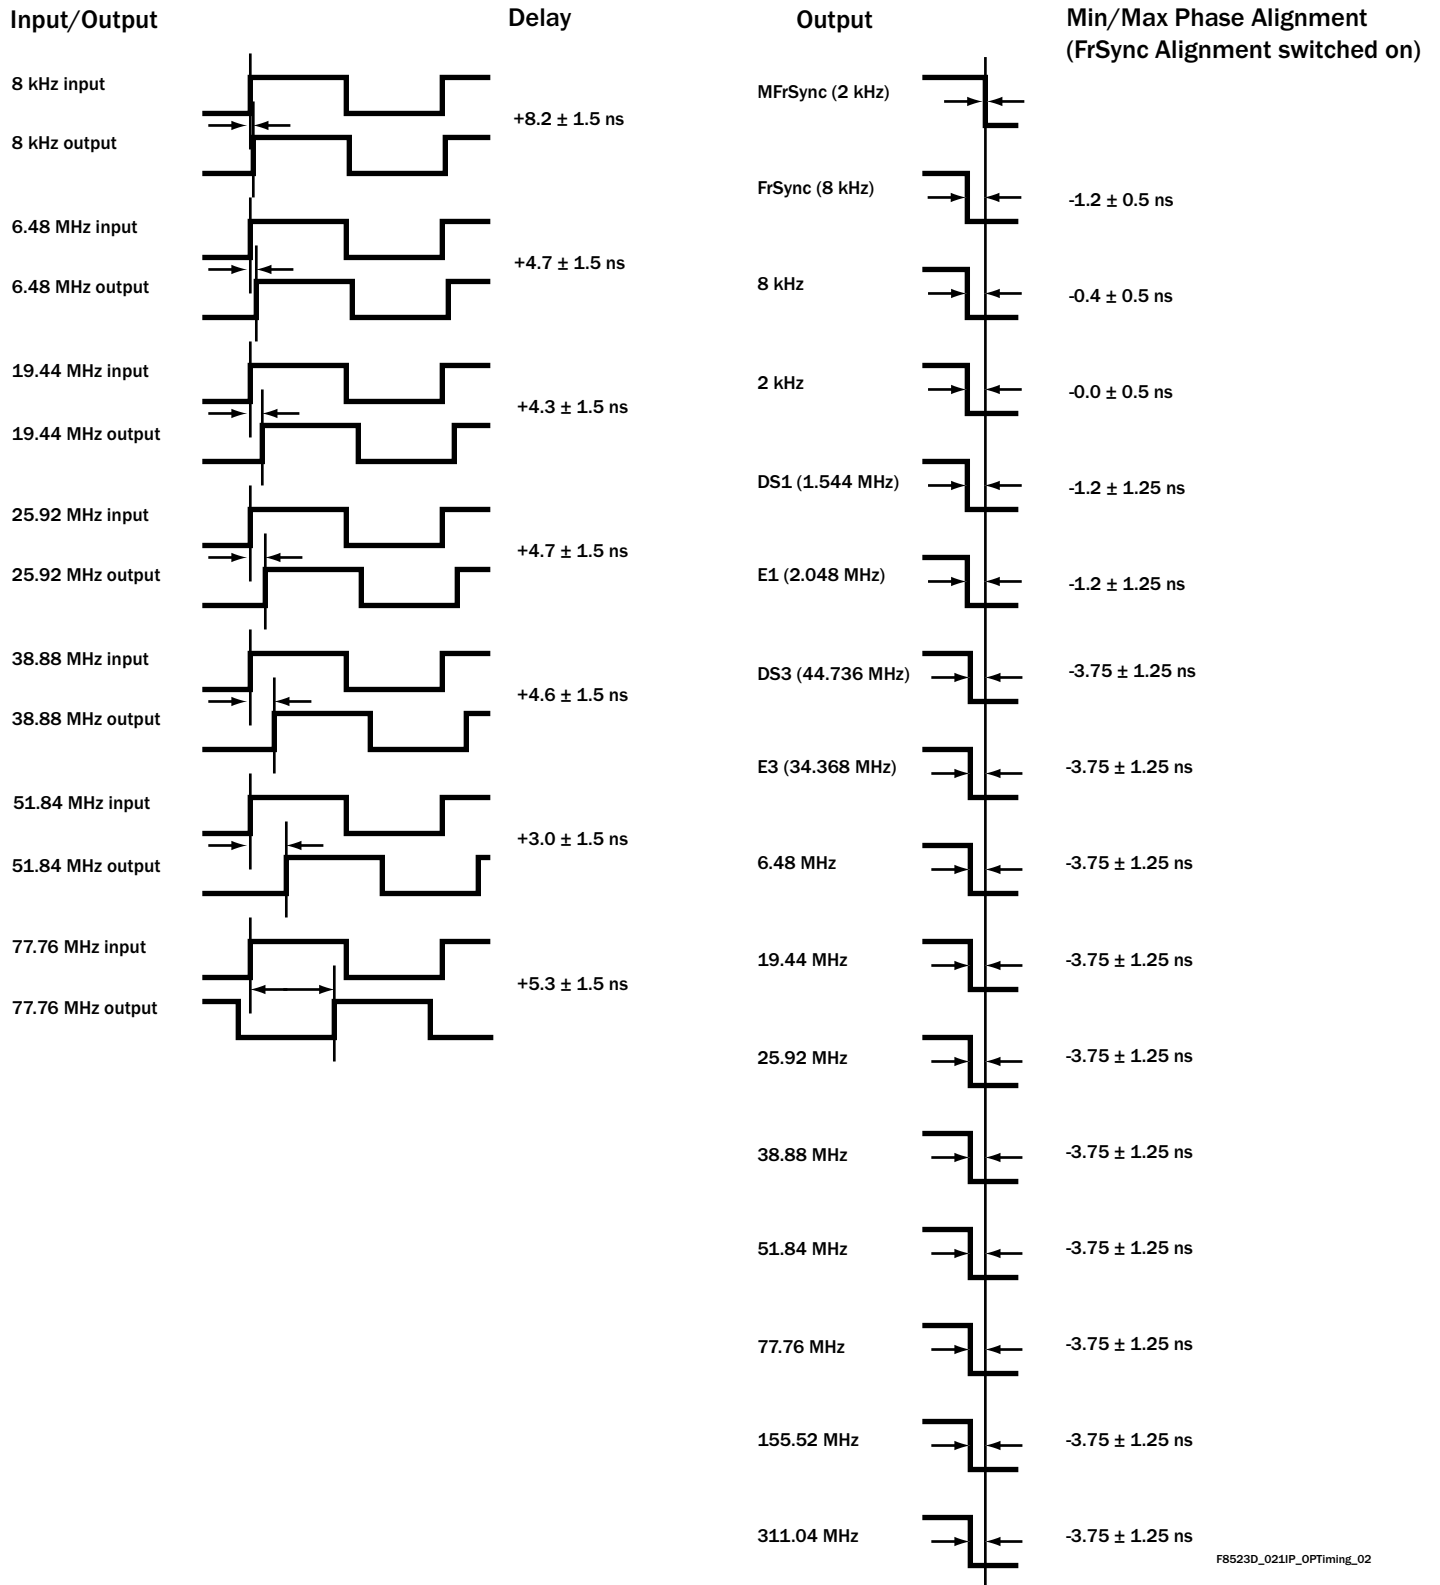 Input/Output
Delay
8 kHz input
8 kHz output
+8.2 ± 1.5 ns
6.48 MHz input
6.48 MHz output
+4.7 ± 1.5 ns
19.44 MHz input
19.44 MHz output
+4.3 ± 1.5 ns
25.92 MHz input
25.92 MHz output
+4.7 ± 1.5 ns
38.88 MHz input
38.88 MHz output
+4.6 ± 1.5 ns
51.84 MHz input
51.84 MHz output
+3.0 ± 1.5 ns
77.76 MHz input
77.76 MHz output
+5.3 ± 1.5 ns
Output
Min/Max Phase Alignment
(FrSync Alignment switched on)
MFrSync (2 kHz)
FrSync (8 kHz)
-1.2 ± 0.5 ns
8 kHz
-0.4 ± 0.5 ns
2 kHz
-0.0 ± 0.5 ns
DS1 (1.544 MHz)
-1.2 ± 1.25 ns
E1 (2.048 MHz)
-1.2 ± 1.25 ns
DS3 (44.736 MHz)
-3.75 ± 1.25 ns
E3 (34.368 MHz)
-3.75 ± 1.25 ns
6.48 MHz
-3.75 ± 1.25 ns
19.44 MHz
-3.75 ± 1.25 ns
25.92 MHz
-3.75 ± 1.25 ns
38.88 MHz
-3.75 ± 1.25 ns
51.84 MHz
-3.75 ± 1.25 ns
77.76 MHz
-3.75 ± 1.25 ns
155.52 MHz
-3.75 ± 1.25 ns
311.04 MHz
-3.75 ± 1.25 ns
F8523D_021IP_OPTiming_02